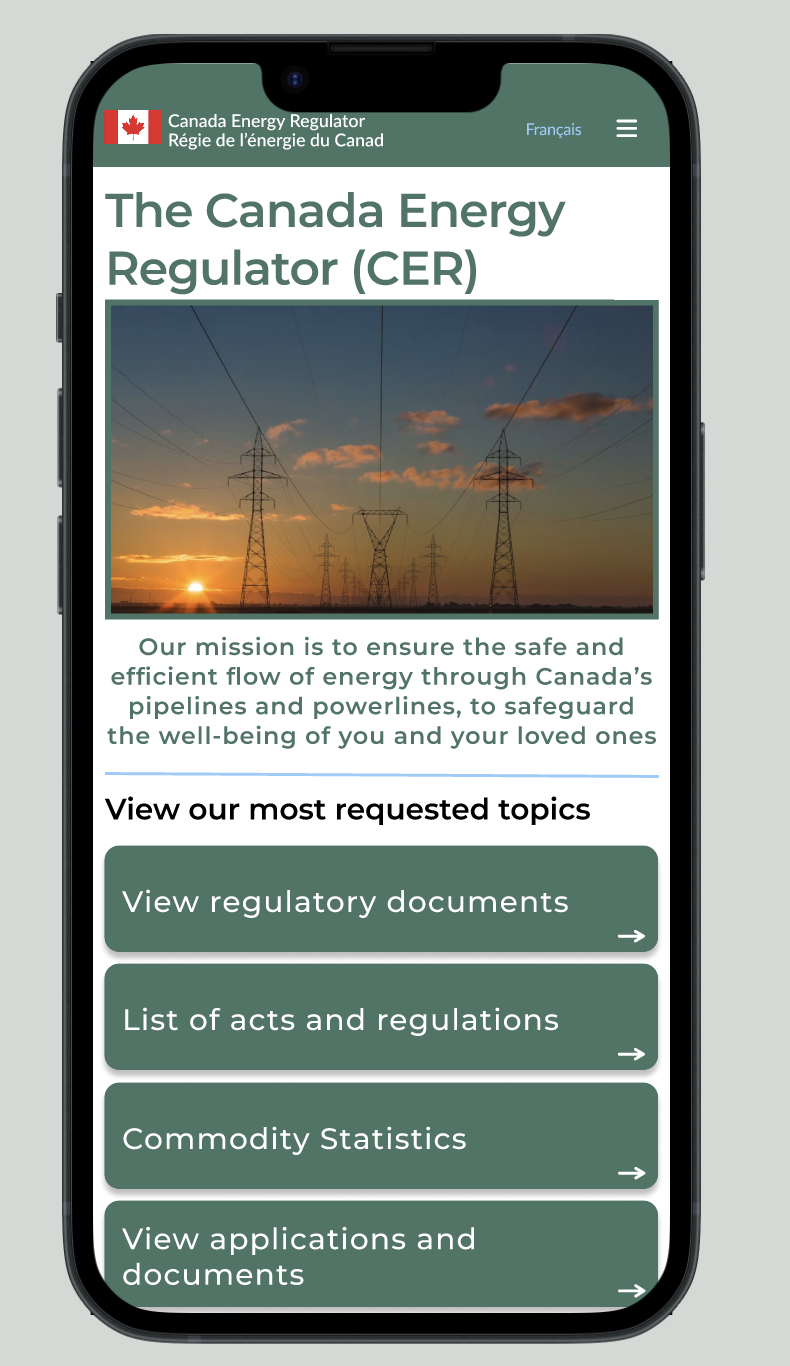 Canada Energy Regulator
Régie de l'énergie du Canad
Français
The Canada Energy
Regulator (CER)
Our mission is to ensure the safe and
efficient flow of energy through Canada's
pipelines and powerlines, to safeguard
the well-being of you and your loved ones
View our most requested topics
View regulatory documents
List of acts and regulations
Commodity Statistics
View applications and
documents